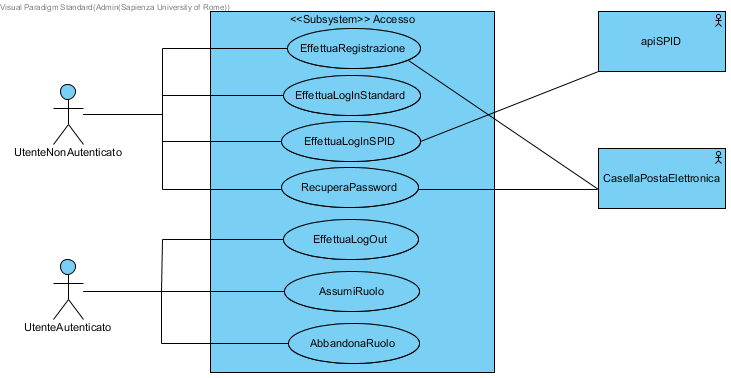 Visual Paradigm Standard(Admin(Sapienza University of Rome))
<<Subsystem>> Accesso
EffettuaRegistrazione
apiSPID
EffettuaLogInStandard
EffettuaLogInSPID
UtenteNonAutenticato
RecuperaPassword
CasellaPostaElettronica
EffettuaLogOut
AssumiRuolo
UtenteAutenticato
AbbandonaRuolo